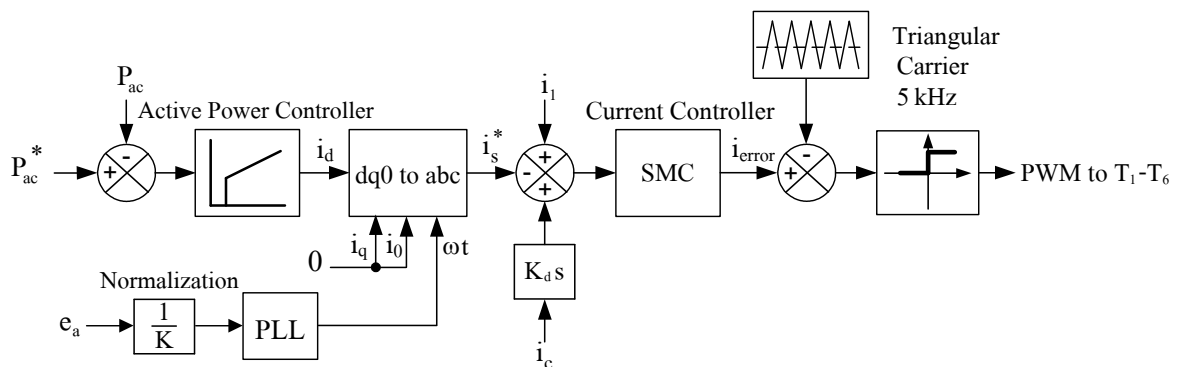 Triangular
Carrier
5 kHz
P_ac
i_1
Active Power Controller
Current Controller
P_ac^*
-
+
i_d
dq0 to abc
i_s^*
+
-
+
SMC
i_error
-
+
PWM to T_1-T_6
0
i_q
i_0
ωt
K_d s
Normalization
e_a
1
K
PLL
i_c